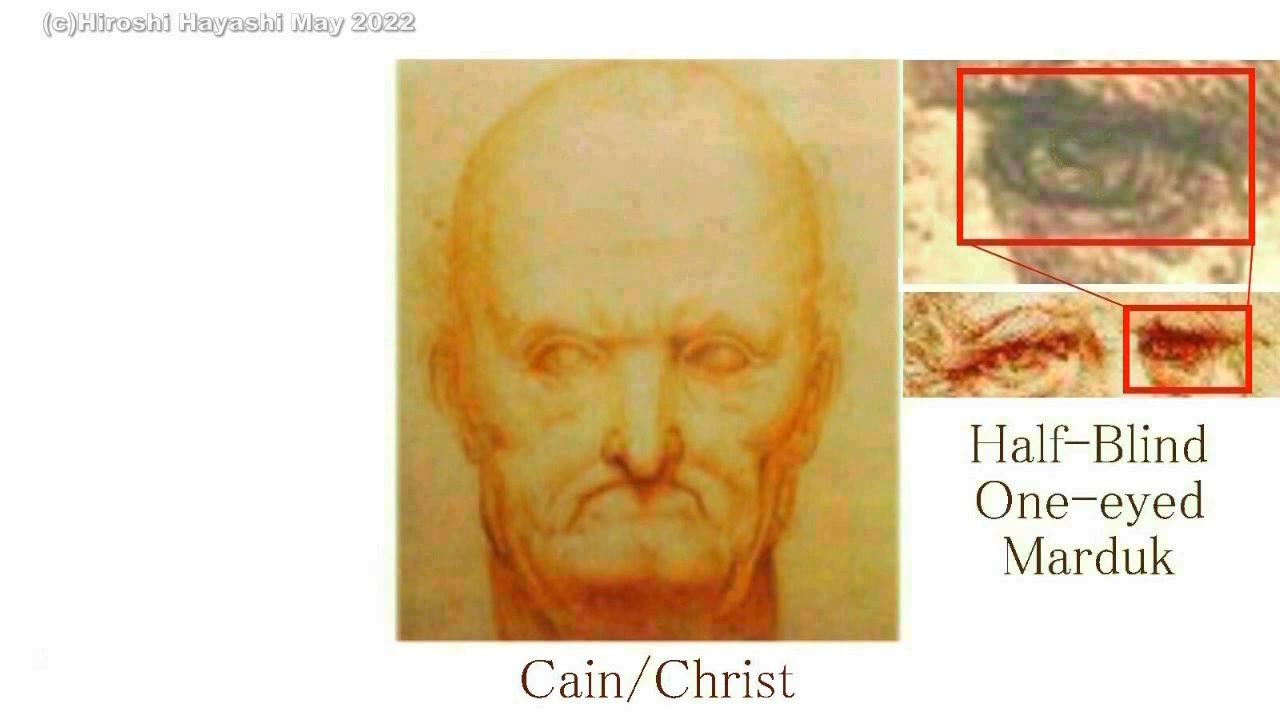 (c)Hiroshi Hayashi May 2022
Half-Blind
One-eyed
Marduk
Cain/Christ